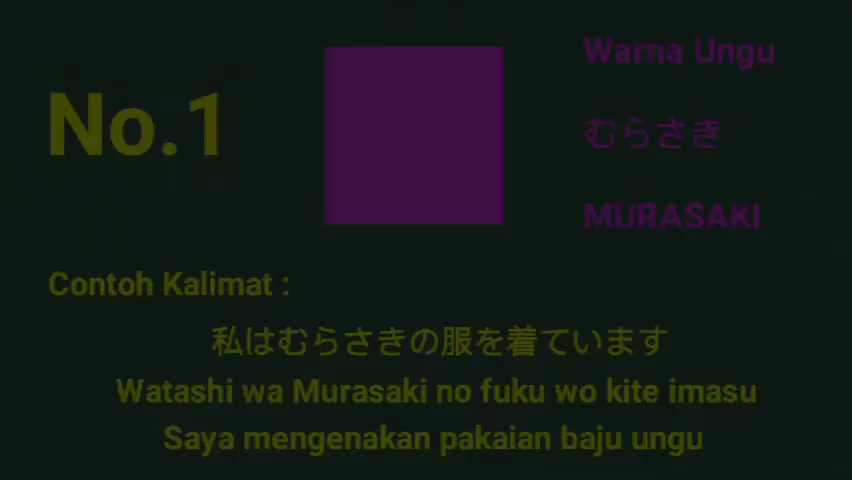 No.1
Warna Ungu
むらさき
MURASAKI
Contoh Kalimat :
私はむらさきの服を着ています
Watashi wa Murasaki no fuku wo kite imasu
Saya mengenakan pakaian baju ungu